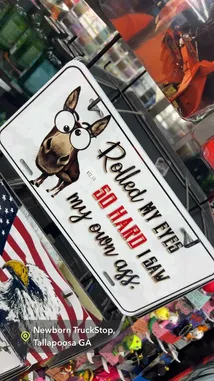 Rolled MY EYES
SO HARD I SAW
my own ass.
Newborn TruckStop,
Tallapoosa GA